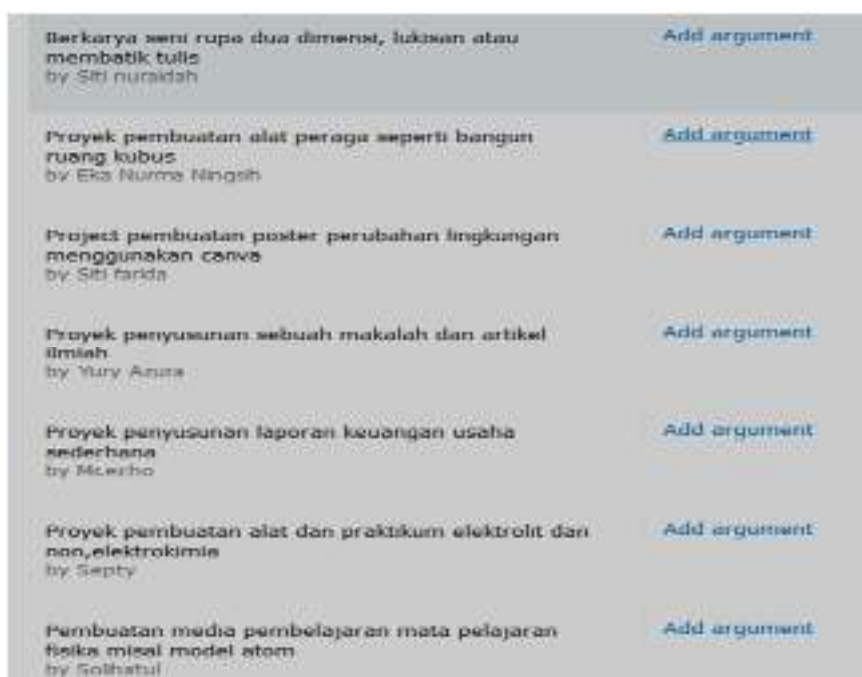 Berkarya seni rupa dua dimensi, lukisan atau
membatik tulis
by Siti nuraidah
Add argument
Proyek pembuatan alat peraga seperti bangun
ruang kubus
by Eka Nurma Ningsih
Add argument
Project pembuatan poster perubahan lingkungan
menggunakan canva
by Siti farida
Add argument
Proyek penyusunan sebuah makalah dan artikel
ilmiah
by Yury Azura
Add argument
Proyek penyusunan laporan keuangan usaha
sederhana
by
Add argument
Proyek pembuatan alat dan praktikum elektrolit dan
non,elektrokimia
by Septy
Add argument
Pembuatan media pembelajaran mata pelajaran
fisika misal model atom
by Solihatul
Add argument